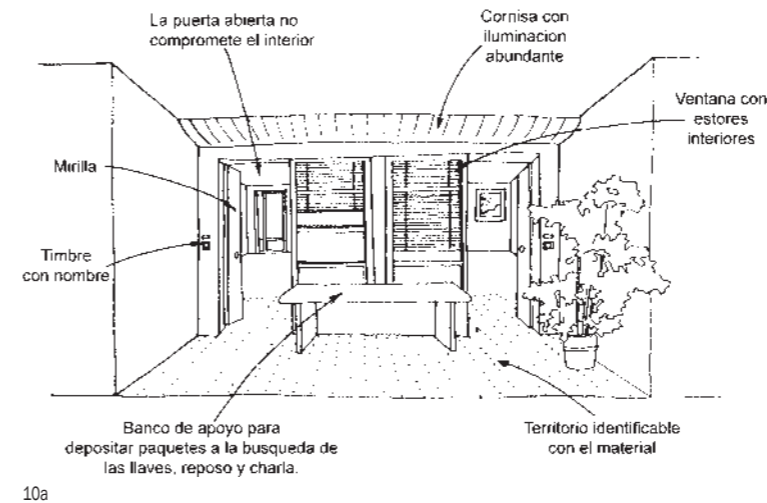 La puerta abierta no
compromete el interior
Cornisa con
iluminacion
abundante
Ventana con
estores
interiores
Mirilla
Timbre
con nombre
Banco de apoyo para
depositar paquetes a la busqueda de
las llaves, reposo y charla.
Territorio identificable
con el material
10a